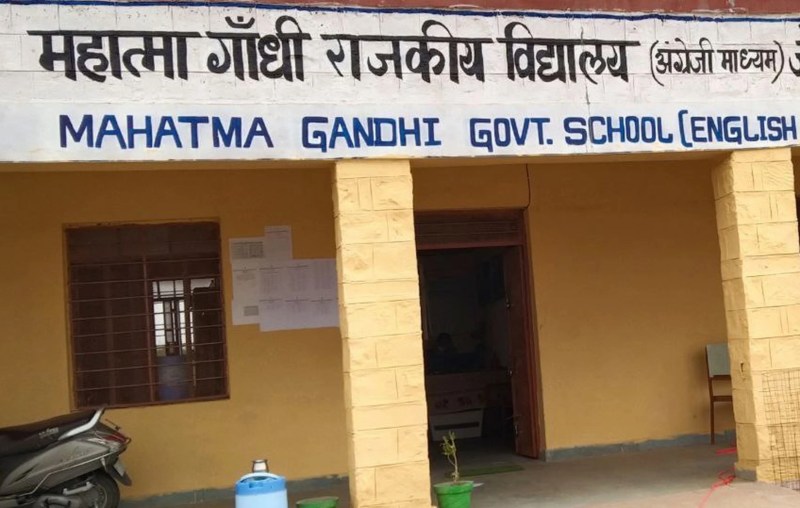 महात्मा गाँधी राजकीय विद्यालय (अंग्रेजी माध्यम)
MAHATMA GANDHI GOVT. SCHOOL (ENGLISH